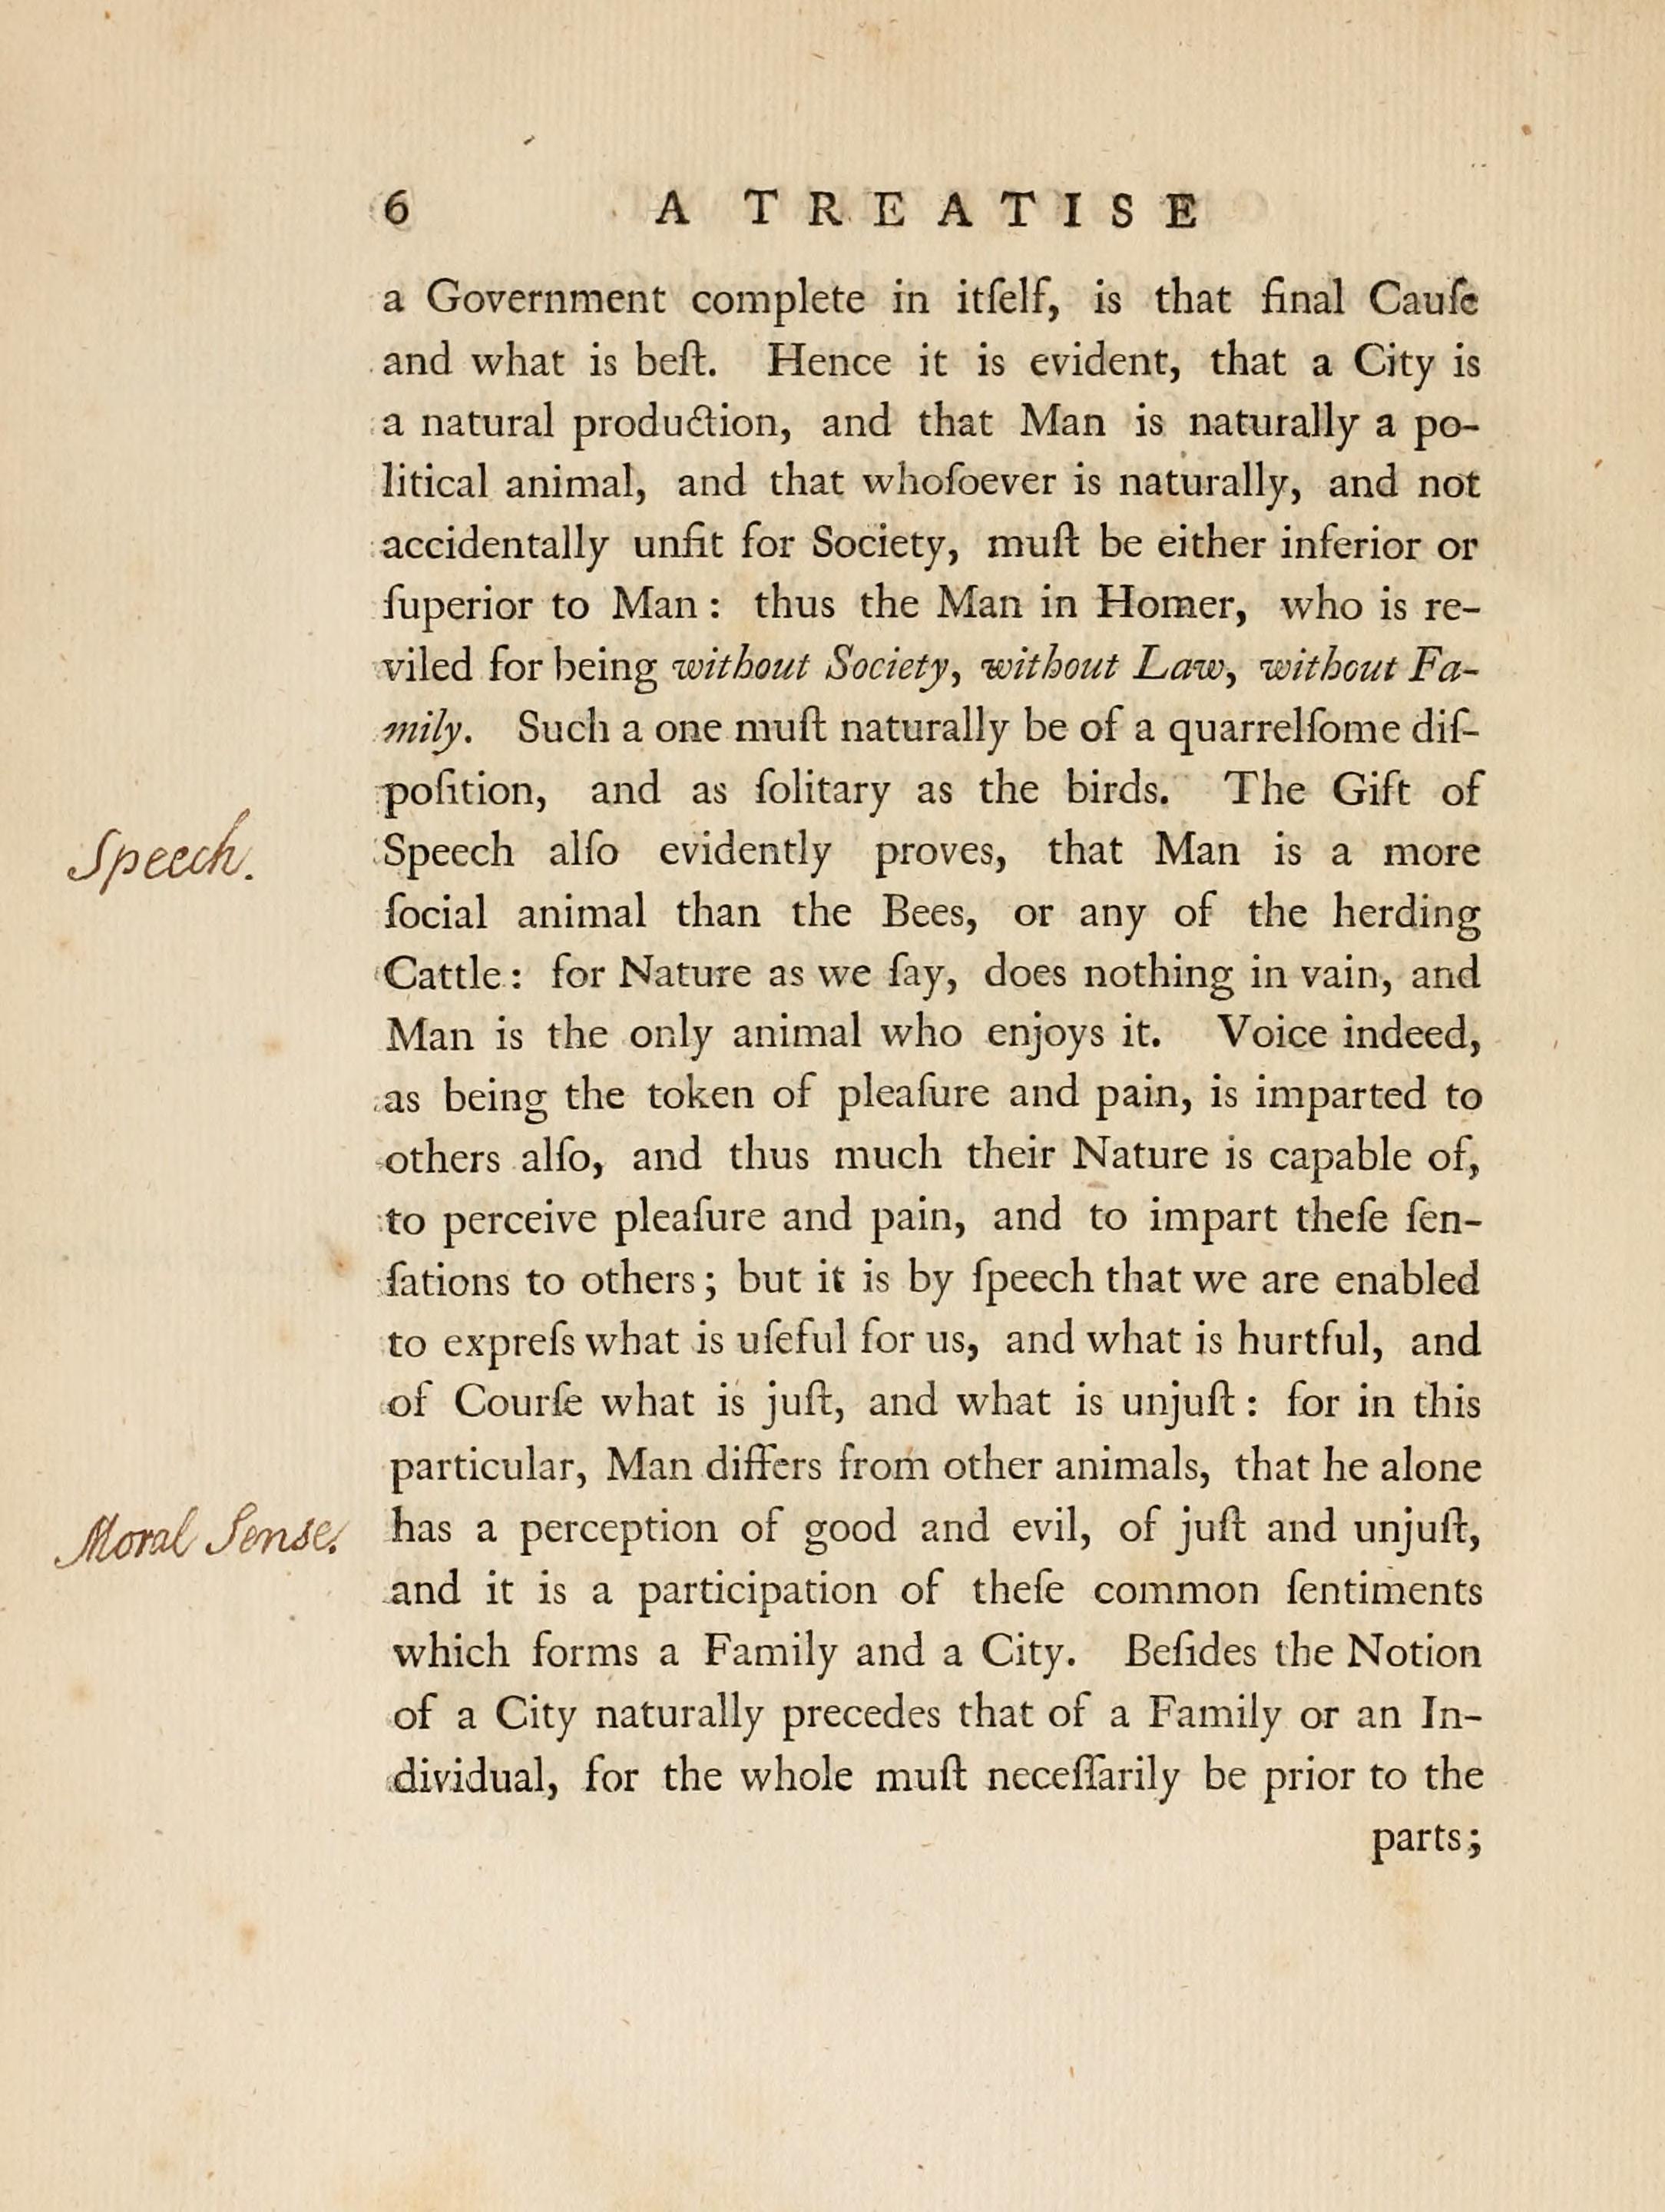 6 A TREATISE
a Government complete in itſelf, is that final Cauſe
and what is beſt. Hence it is evident, that a City is
a natural production, and that Man is naturally a po-
litical animal, and that whoſoever is naturally, and not
accidentally unfit for Society, muſt be either inferior or
ſuperior to Man: thus the Man in Homer, who is re-
viled for being without Society, without Law, without Fa-
mily. Such a one muſt naturally be of a quarrelſome diſ-
poſition, and as ſolitary as the birds. The Gift of
Speech.
Speech alſo evidently proves, that Man is a more
ſocial animal than the Bees, or any of the herding
Cattle: for Nature as we ſay, does nothing in vain, and
Man is the only animal who enjoys it. Voice indeed,
as being the token of pleaſure and pain, is imparted to
others alſo, and thus much their Nature is capable of,
to perceive pleaſure and pain, and to impart theſe ſen-
ſations to others; but it is by ſpeech that we are enabled
to expreſs what is uſeful for us, and what is hurtful, and
of Courſe what is juſt, and what is unjuſt: for in this
particular, Man differs from other animals, that he alone
Moral Sense.
has a perception of good and evil, of juſt and unjuſt,
and it is a participation of theſe common ſentiments
which forms a Family and a City. Beſides the Notion
of a City naturally precedes that of a Family or an In-
dividual, for the whole muſt neceſſarily be prior to the
parts;